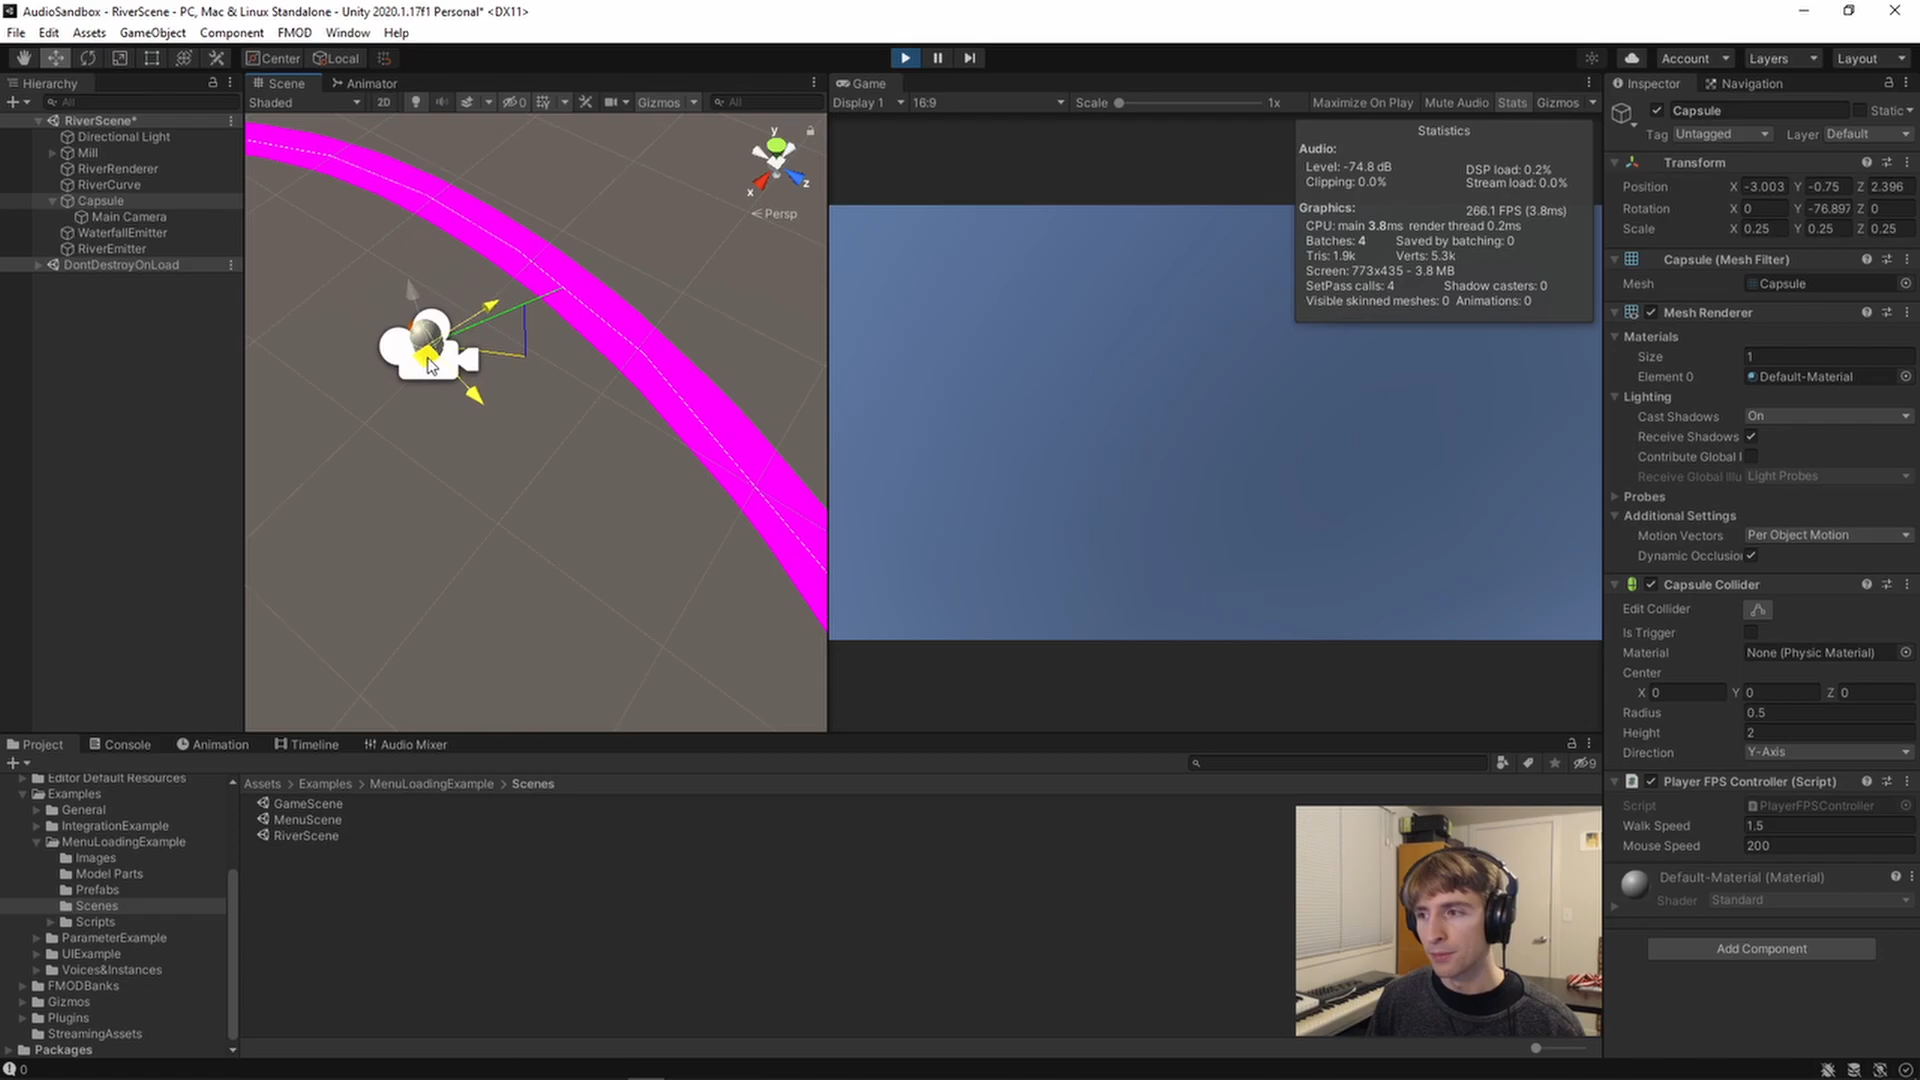 AudioSandbox - RiverScene - PC, Mac & Linux Standalone - Unity 2020.1.17f1 Personal* <DX11>
File Edit Assets GameObject Component FMOD Window Help
Center Local Account Layers Layout
Hierarchy
All
RiverScene*
Directional Light
Mill
RiverRenderer
RiverCurve
Capsule
Main Camera
WaterfallEmitter
RiverEmitter
DontDestroyOnLoad
Scene Animator
Shaded 2D 0 Gizmos All
y
x
z
Persp
Game
Display 1 16:9 Scale 1x Maximize On Play Mute Audio Stats Gizmos
Statistics
Audio:
Level: -74.8 dB DSP load: 0.2%
Clipping: 0.0% Stream load: 0.0%
Graphics: 266.1 FPS (3.8ms)
CPU: main 3.8ms render thread 0.2ms
Batches: 4 Saved by batching: 0
Tris: 1.9k Verts: 5.3k
Screen: 773x435 - 3.8 MB
SetPass calls: 4 Shadow casters: 0
Visible skinned meshes: 0 Animations: 0
Inspector Navigation
Capsule Static
Tag Untagged Layer Default
Transform
Position X -3.003 Y -0.75 Z 2.396
Rotation X 0 Y -76.897 Z 0
Scale X 0.25 Y 0.25 Z 0.25
Capsule (Mesh Filter)
Mesh Capsule
Mesh Renderer
Materials
Size 1
Element 0 Default-Material
Lighting
Cast Shadows On
Receive Shadows
Contribute Global I
Receive Global Illu Light Probes
Probes
Additional Settings
Motion Vectors Per Object Motion
Dynamic Occlusio
Capsule Collider
Edit Collider
Is Trigger
Material None (Physic Material)
Center
X 0 Y 0 Z 0
Radius 0.5
Height 2
Direction Y-Axis
Player FPS Controller (Script)
Script PlayerFPSController
Walk Speed 1.5
Mouse Speed 200
Default-Material (Material)
Shader Standard
Add Component
Project Console Animation Timeline Audio Mixer
9
Editor Default Resources
Examples
General
IntegrationExample
MenuLoadingExample
Images
Model Parts
Prefabs
Scenes
Scripts
ParameterExample
UIExample
Voices&Instances
FMODBanks
Gizmos
Plugins
StreamingAssets
Packages
Assets > Examples > MenuLoadingExample > Scenes
GameScene
MenuScene
RiverScene
0